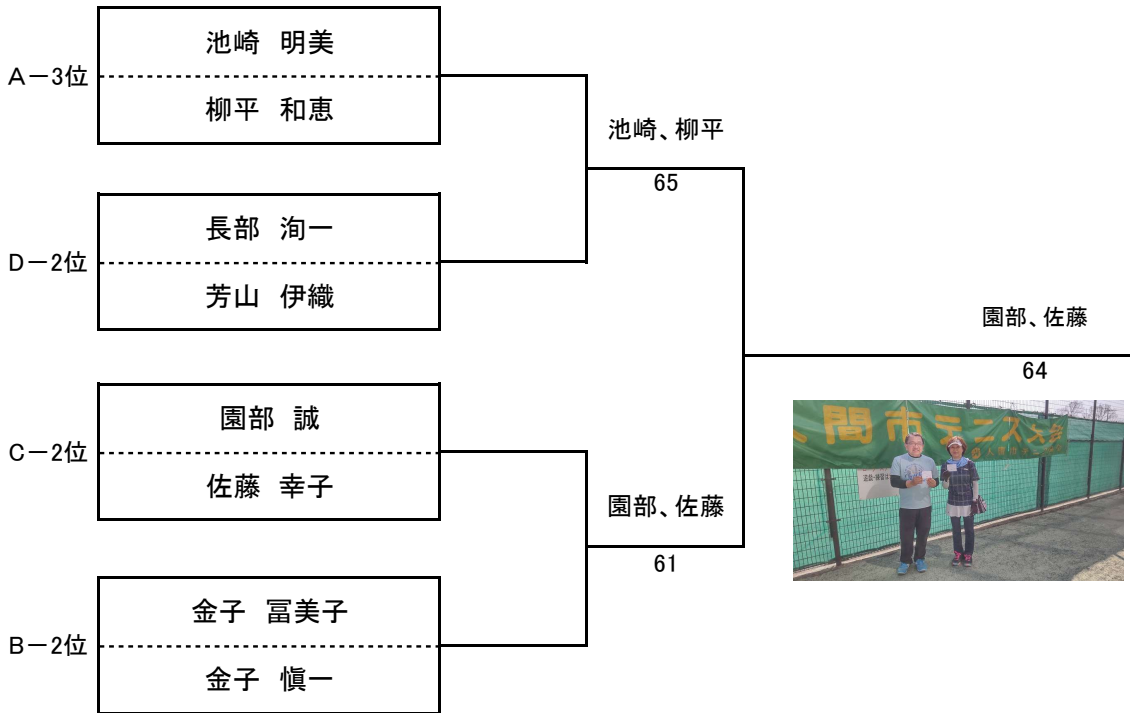 池崎　明美
A－3位
柳平　和恵
池崎、柳平
65
長部　洵一
D－2位
芳山　伊織
園部、佐藤
64
園部　誠
C－2位
佐藤　幸子
園部、佐藤
61
金子　冨美子
B－2位
金子　愼一
間市テニス大会